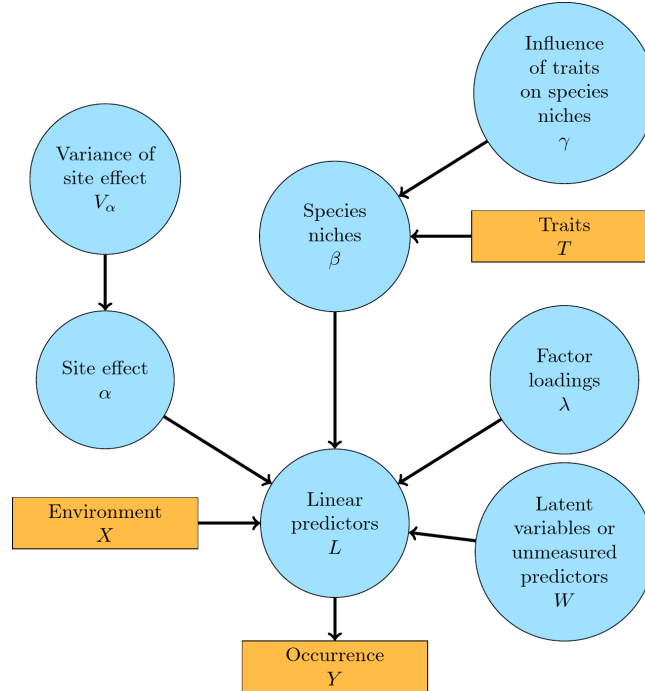 Influence
of traits
on species
niches
γ
Variance of
site effect
V_α
Species
niches
β
Traits
T
Site effect
α
Factor
loadings
λ
Linear
predictors
L
Environment
X
Latent
variables or
unmeasured
predictors
W
Occurrence
Y